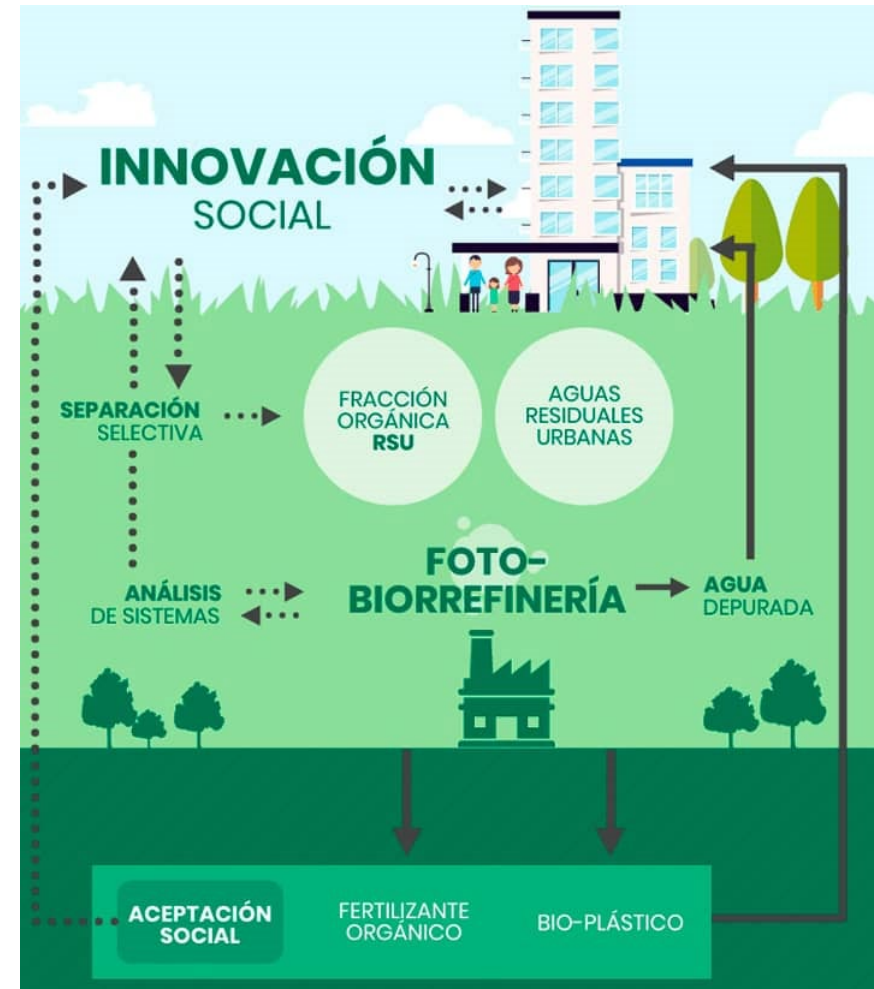 INNOVACIÓN
SOCIAL
SEPARACIÓN
SELECTIVA
FRACCIÓN
ORGÁNICA
RSU
AGUAS
RESIDUALES
URBANAS
ANÁLISIS
DE SISTEMAS
FOTO-
BIORREFINERÍA
AGUA
DEPURADA
ACEPTACIÓN
SOCIAL
FERTILIZANTE
ORGÁNICO
BIO-PLÁSTICO